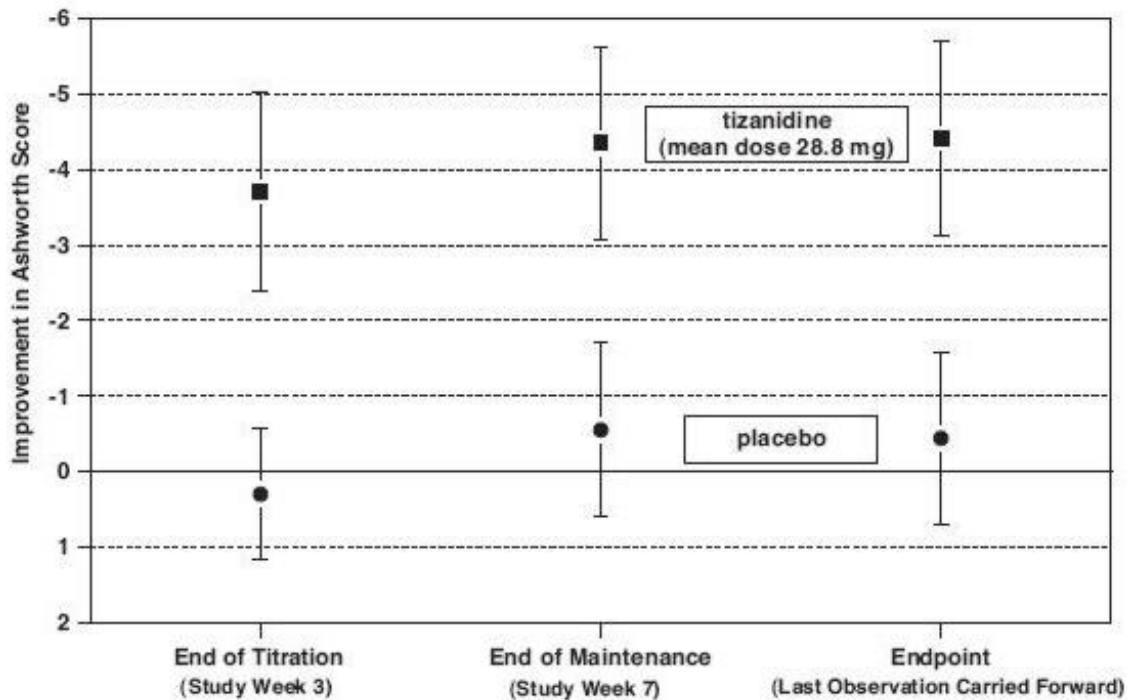 Improvement in Ashworth Score
-6
-5
-4
-3
-2
-1
0
1
2
tizanidine
(mean dose 28.8 mg)
placebo
End of Titration
(Study Week 3)
End of Maintenance
(Study Week 7)
Endpoint
(Last Observation Carried Forward)